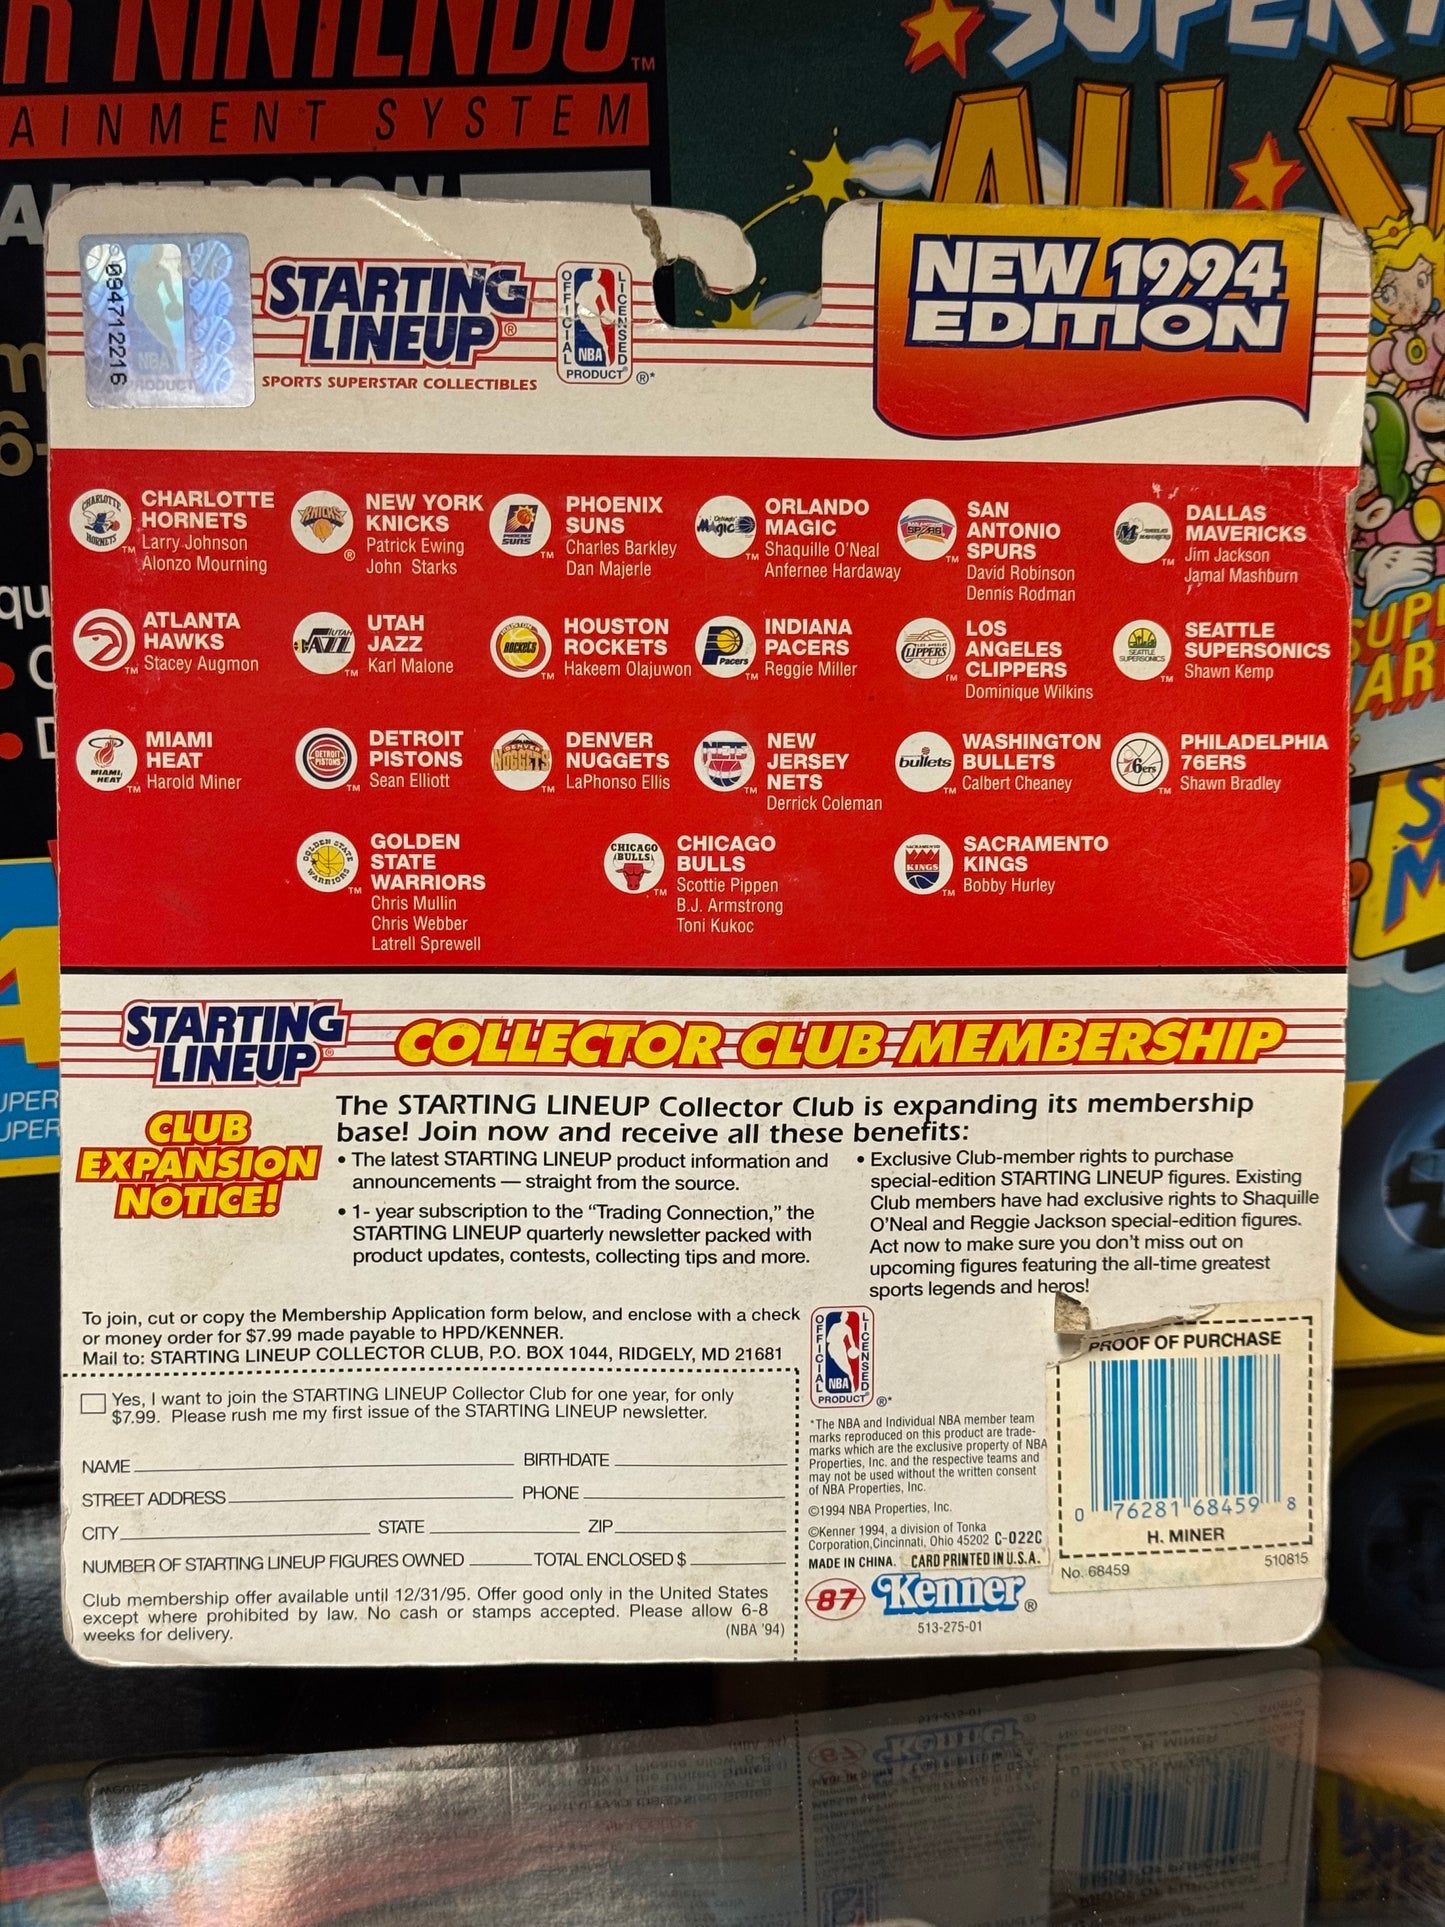 R NINTENDO™
AINMENT SYSTEM
SUPER
ALL
094712216
NBA
PRODUCT
STARTING
LINEUP®
SPORTS SUPERSTAR COLLECTIBLES
OFFICIAL LICENSED
NBA
PRODUCT ®*
NEW 1994
EDITION
CHARLOTTE
HORNETS
Larry Johnson
Alonzo Mourning
NEW YORK
KNICKS
Patrick Ewing
John Starks
PHOENIX
SUNS
Charles Barkley
Dan Majerle
ORLANDO
MAGIC
Shaquille O'Neal
Anfernee Hardaway
SAN
ANTONIO
SPURS
David Robinson
Dennis Rodman
DALLAS
MAVERICKS
Jim Jackson
Jamal Mashburn
ATLANTA
HAWKS
Stacey Augmon
UTAH
JAZZ
Karl Malone
HOUSTON
ROCKETS
Hakeem Olajuwon
INDIANA
PACERS
Reggie Miller
LOS
ANGELES
CLIPPERS
Dominique Wilkins
SEATTLE
SUPERSONICS
Shawn Kemp
MIAMI
HEAT
Harold Miner
DETROIT
PISTONS
Sean Elliott
DENVER
NUGGETS
LaPhonso Ellis
NEW
JERSEY
NETS
Derrick Coleman
WASHINGTON
BULLETS
Calbert Cheaney
PHILADELPHIA
76ERS
Shawn Bradley
GOLDEN
STATE
WARRIORS
Chris Mullin
Chris Webber
Latrell Sprewell
CHICAGO
BULLS
Scottie Pippen
B.J. Armstrong
Toni Kukoc
SACRAMENTO
KINGS
Bobby Hurley
STARTING
LINEUP®
COLLECTOR CLUB MEMBERSHIP
CLUB
EXPANSION
NOTICE!
The STARTING LINEUP Collector Club is expanding its membership
base! Join now and receive all these benefits:
• The latest STARTING LINEUP product information and
announcements — straight from the source.
• 1- year subscription to the “Trading Connection,” the
STARTING LINEUP quarterly newsletter packed with
product updates, contests, collecting tips and more.
• Exclusive Club-member rights to purchase
special-edition STARTING LINEUP figures. Existing
Club members have had exclusive rights to Shaquille
O'Neal and Reggie Jackson special-edition figures.
Act now to make sure you don't miss out on
upcoming figures featuring the all-time greatest
sports legends and heros!
To join, cut or copy the Membership Application form below, and enclose with a check
or money order for $7.99 made payable to HPD/KENNER.
Mail to: STARTING LINEUP COLLECTOR CLUB, P.O. BOX 1044, RIDGELY, MD 21681
Yes, I want to join the STARTING LINEUP Collector Club for one year, for only
$7.99. Please rush me my first issue of the STARTING LINEUP newsletter.
NAME BIRTHDATE
STREET ADDRESS PHONE
CITY STATE ZIP
NUMBER OF STARTING LINEUP FIGURES OWNED TOTAL ENCLOSED $
Club membership offer available until 12/31/95. Offer good only in the United States
except where prohibited by law. No cash or stamps accepted. Please allow 6-8
weeks for delivery. (NBA '94)
OFFICIAL LICENSED
NBA
PRODUCT ®*
*The NBA and Individual NBA member team
marks reproduced on this product are trade-
marks which are the exclusive property of NBA
Properties, Inc. and the respective teams and
may not be used without the written consent
of NBA Properties, Inc.
©1994 NBA Properties, Inc.
©Kenner 1994, a division of Tonka
Corporation, Cincinnati, Ohio 45202 C-022C
MADE IN CHINA. CARD PRINTED IN U.S.A.
87 Kenner®
513-275-01
PROOF OF PURCHASE
0 76281 68459 8
H. MINER
No. 68459 510815